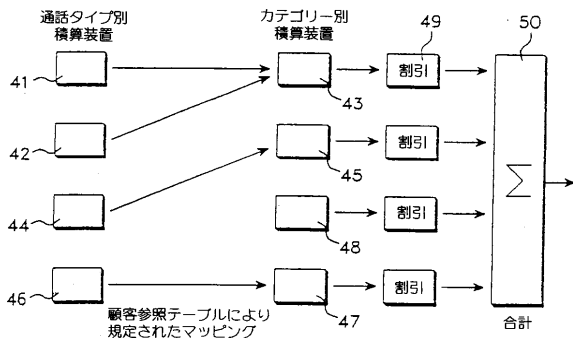 通話タイプ別
積算装置
カテゴリー別
積算装置
49
50
41
43
割引
42
45
割引
Σ
44
48
割引
46
47
割引
顧客参照テーブルにより
規定されたマッピング
合計